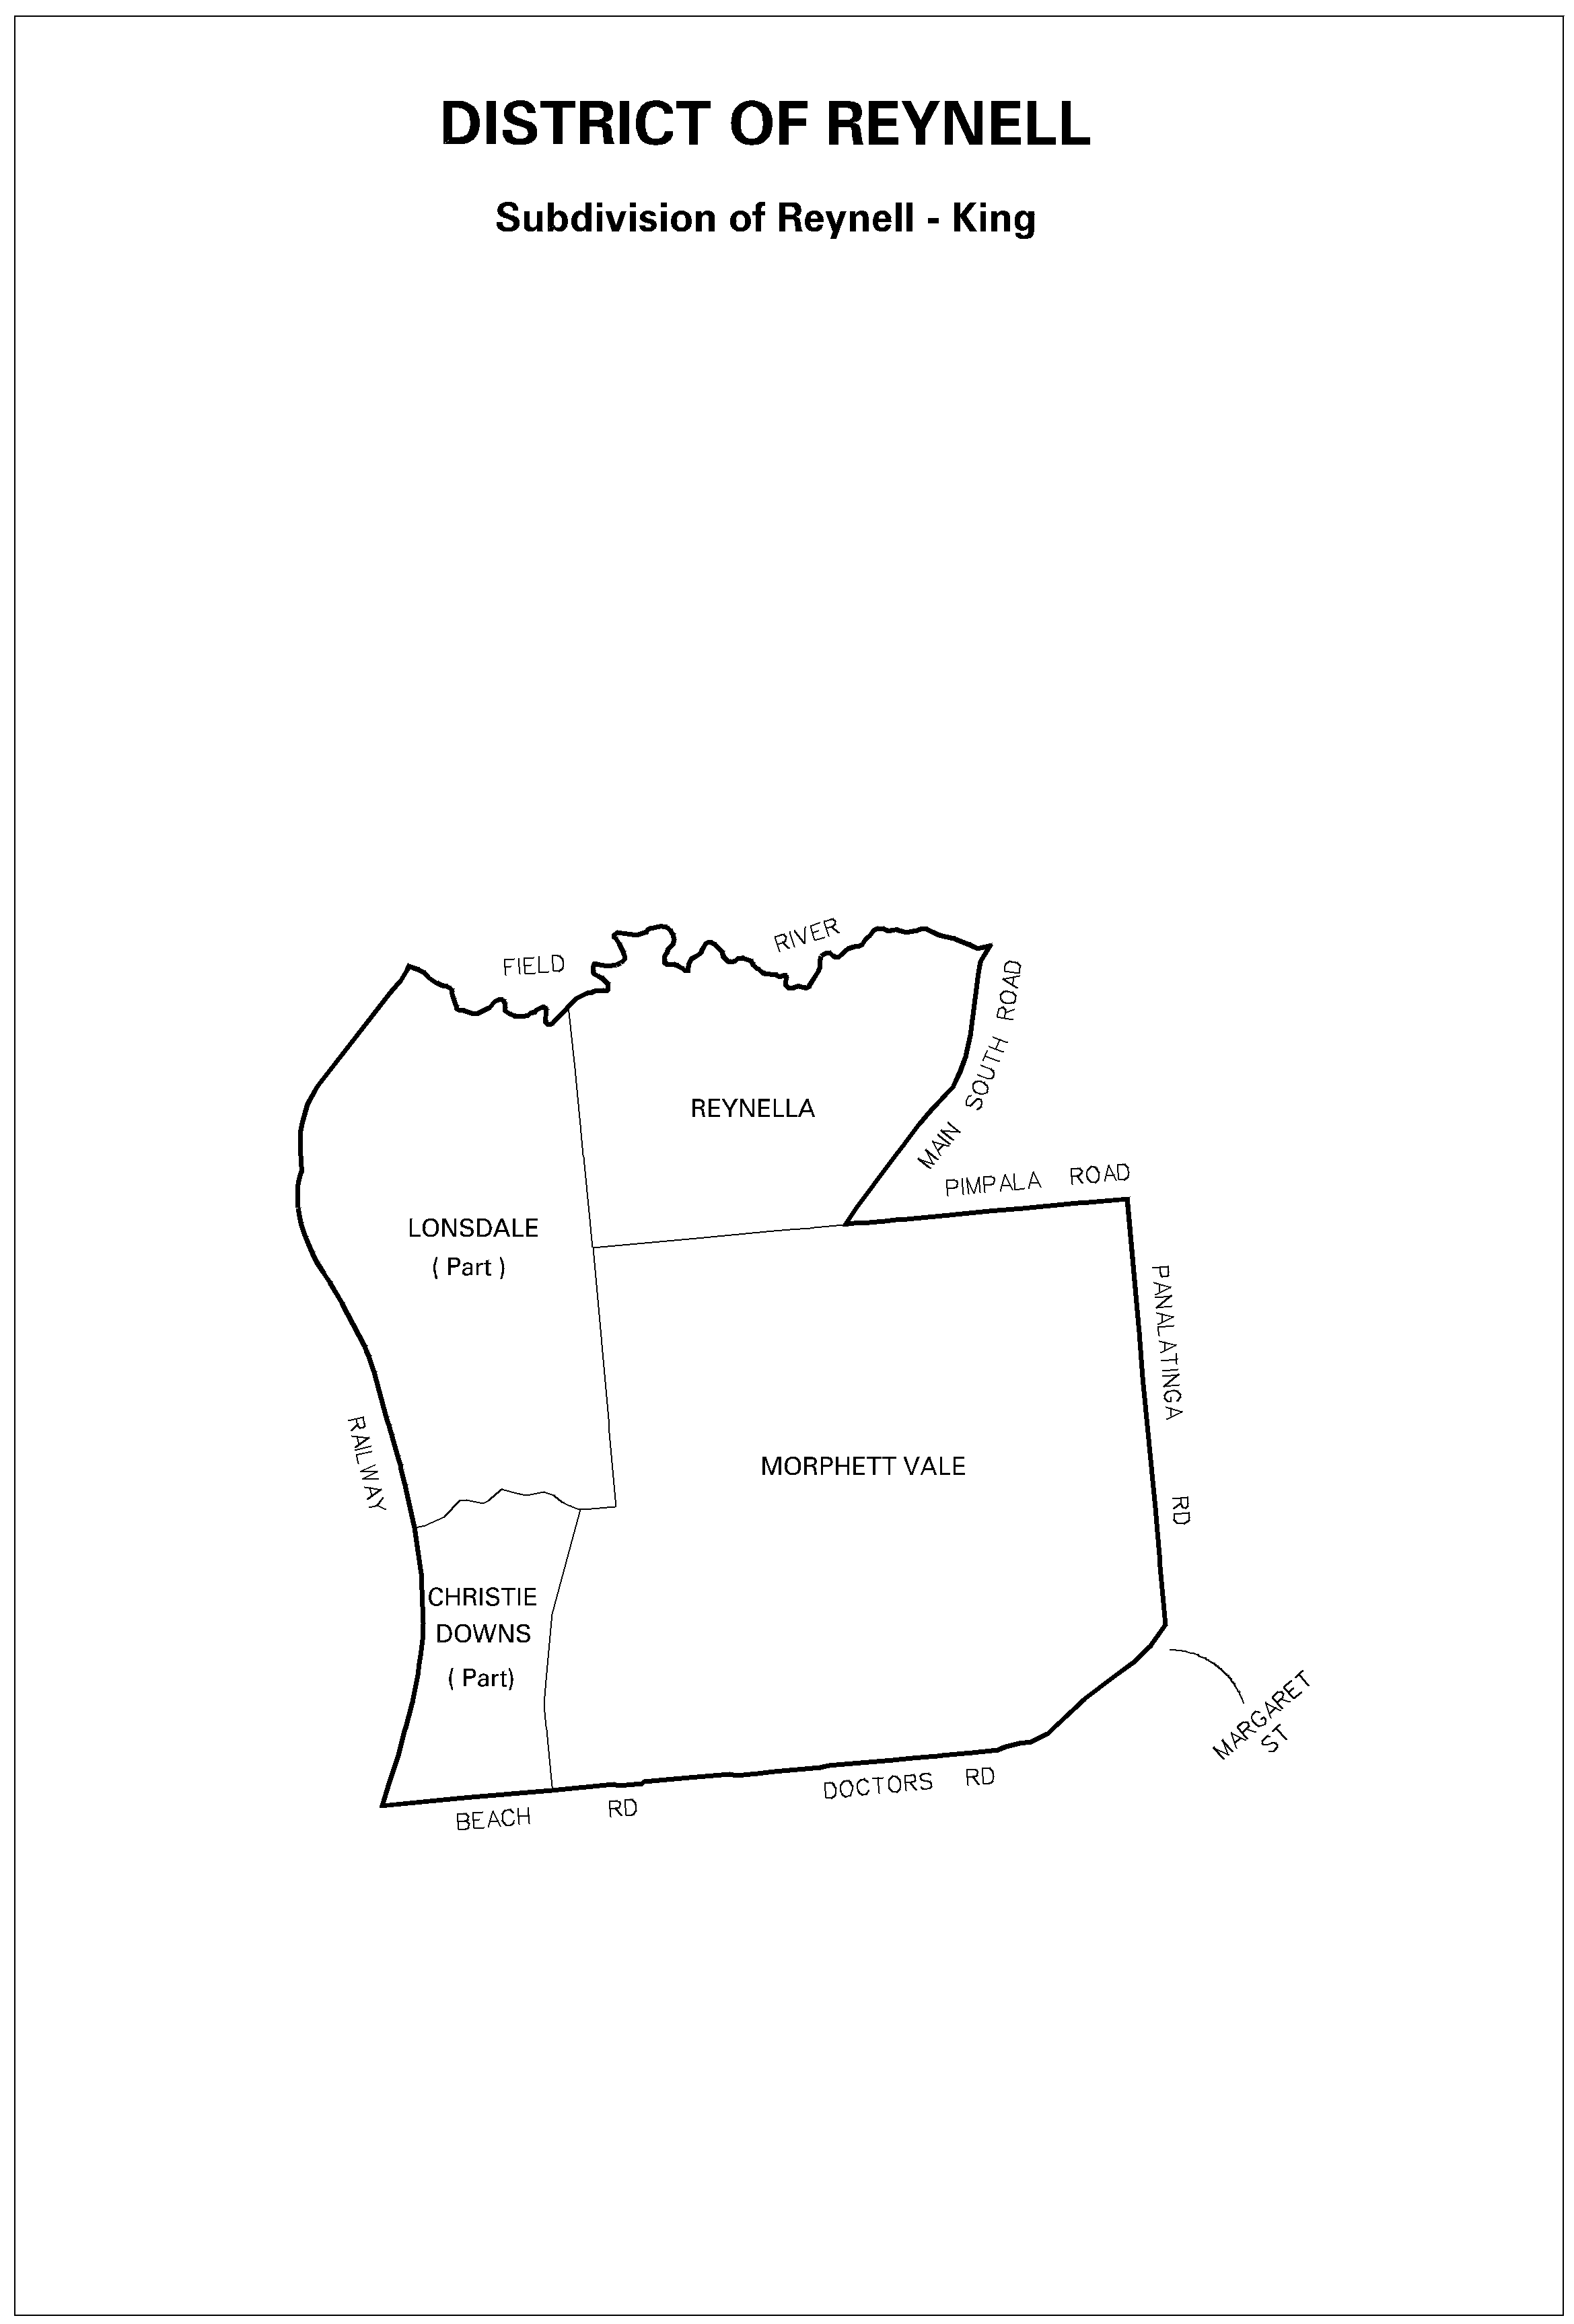 DISTRICT OF REYNELL
Subdivision of Reynell - King
FIELD
RIVER
MAIN SOUTH ROAD
REYNELLA
PIMPALA ROAD
LONSDALE
( Part )
PANALATINGA RD
RAILWAY
MORPHETT VALE
CHRISTIE
DOWNS
( Part)
MARGARET
ST
BEACH RD
DOCTORS RD